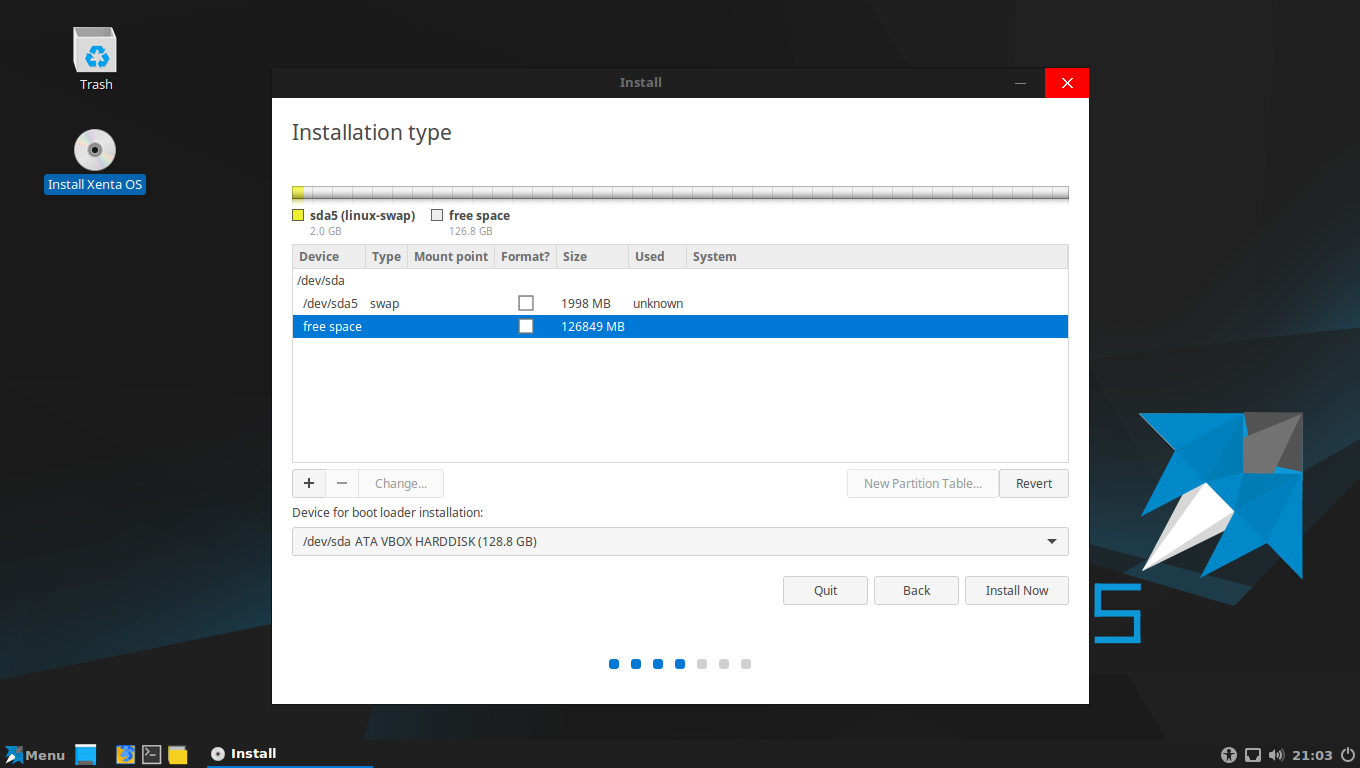 Trash
Install Xenta OS
Install
Installation type
sda5 (linux-swap) free space
2.0 GB 126.8 GB
Device Type Mount point Format? Size Used System
/dev/sda
/dev/sda5 swap 1998 MB unknown
free space 126849 MB
+ − Change... New Partition Table... Revert
Device for boot loader installation:
/dev/sda ATA VBOX HARDDISK (128.8 GB)
Quit Back Install Now
S
Menu Install 21:03